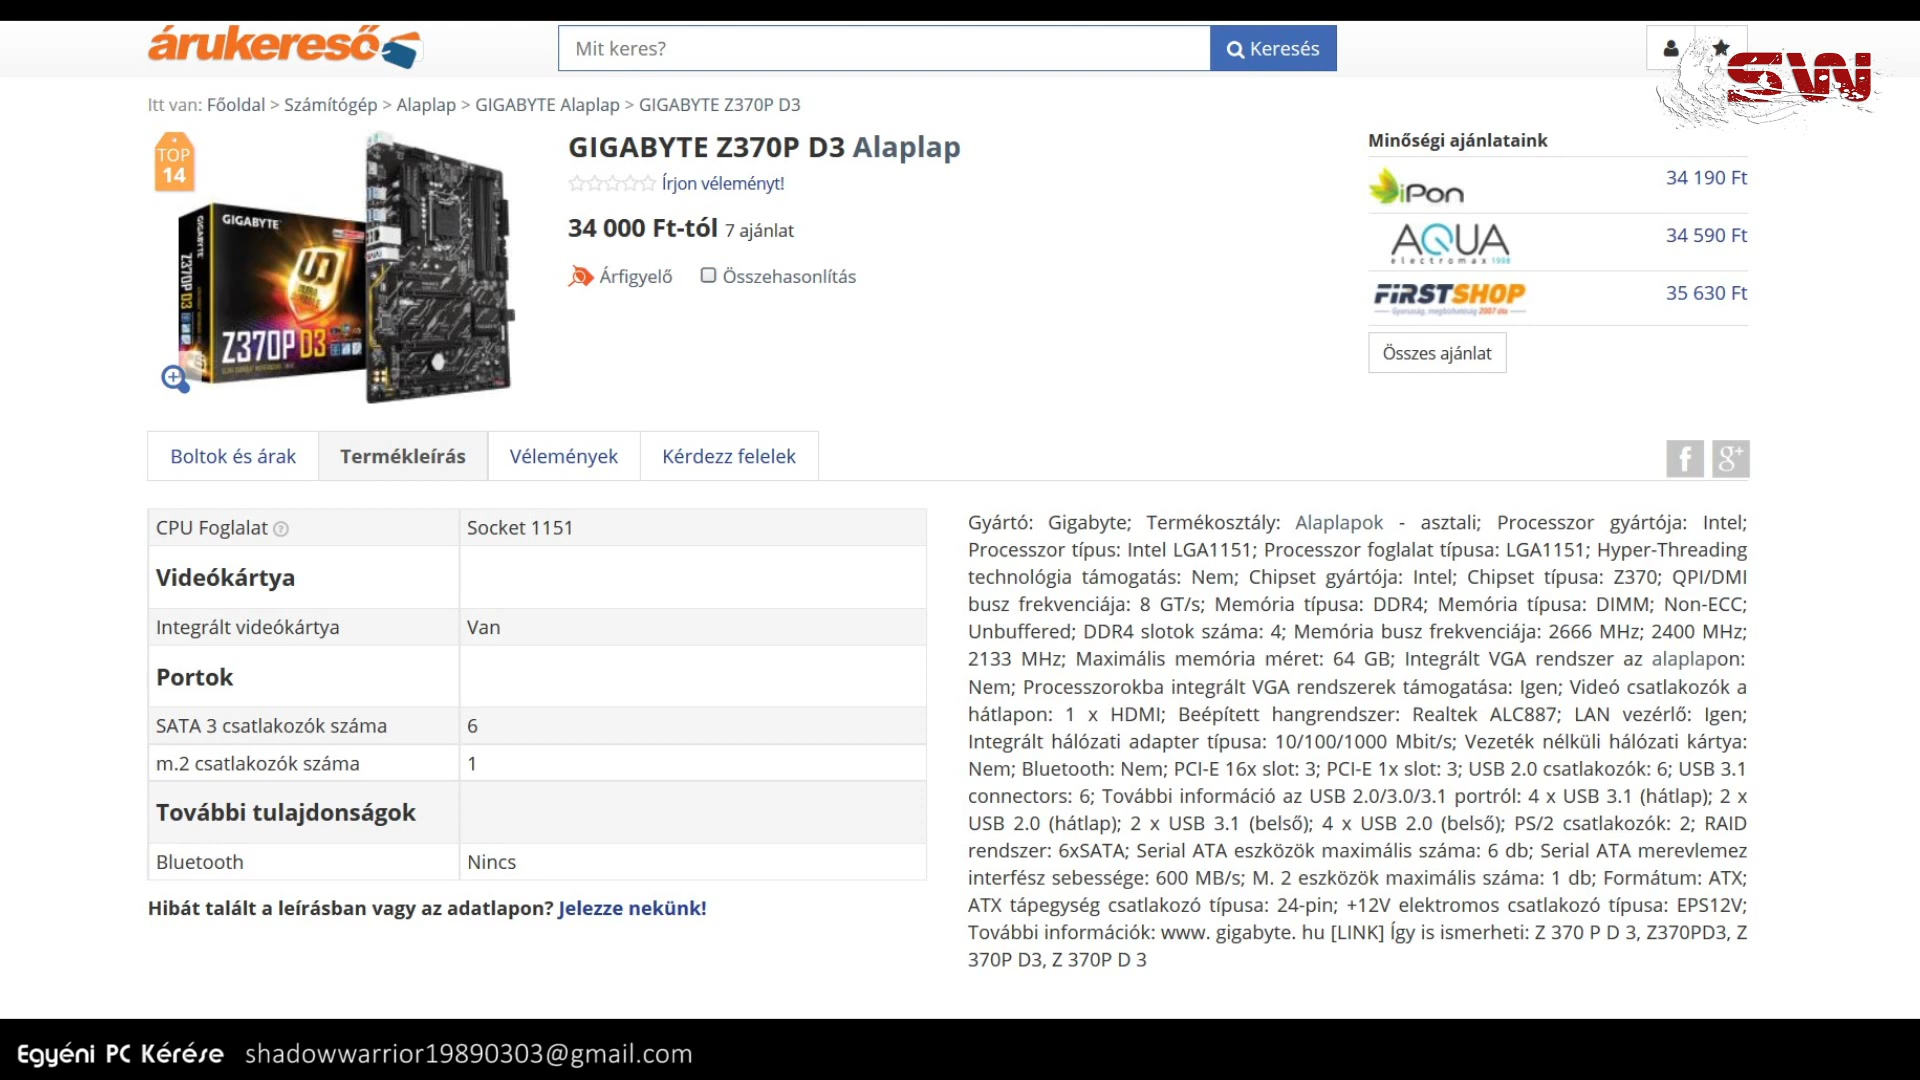 árukereső
Mit keres?
Keresés
SW
Itt van: Főoldal > Számítógép > Alaplap > GIGABYTE Alaplap > GIGABYTE Z370P D3
TOP
14
GIGABYTE
GIGABYTE
Z370P D3
Z370P D3
GIGABYTE Z370P D3 Alaplap
Írjon véleményt!
34 000 Ft-tól 7 ajánlat
Árfigyelő
Összehasonlítás
Minőségi ajánlataink
iPon
34 190 Ft
AQUA
electromax 1998
34 590 Ft
FIRSTSHOP
35 630 Ft
Összes ajánlat
Boltok és árak
Termékleírás
Vélemények
Kérdezz felelek
f
g+
CPU Foglalat
Socket 1151
Videókártya
Integrált videókártya
Van
Portok
SATA 3 csatlakozók száma
6
m.2 csatlakozók száma
1
További tulajdonságok
Bluetooth
Nincs
Hibát talált a leírásban vagy az adatlapon? Jelezze nekünk!
Gyártó: Gigabyte; Termékosztály: Alaplapok - asztali; Processzor gyártója: Intel;
Processzor típus: Intel LGA1151; Processzor foglalat típusa: LGA1151; Hyper-Threading
technológia támogatás: Nem; Chipset gyártója: Intel; Chipset típusa: Z370; QPI/DMI
busz frekvenciája: 8 GT/s; Memória típusa: DDR4; Memória típusa: DIMM; Non-ECC;
Unbuffered; DDR4 slotok száma: 4; Memória busz frekvenciája: 2666 MHz; 2400 MHz;
2133 MHz; Maximális memória méret: 64 GB; Integrált VGA rendszer az alaplapon:
Nem; Processzorokba integrált VGA rendszerek támogatása: Igen; Videó csatlakozók a
hátlapon: 1 x HDMI; Beépített hangrendszer: Realtek ALC887; LAN vezérlő: Igen;
Integrált hálózati adapter típusa: 10/100/1000 Mbit/s; Vezeték nélküli hálózati kártya:
Nem; Bluetooth: Nem; PCI-E 16x slot: 3; PCI-E 1x slot: 3; USB 2.0 csatlakozók: 6; USB 3.1
connectors: 6; További információ az USB 2.0/3.0/3.1 portról: 4 x USB 3.1 (hátlap); 2 x
USB 2.0 (hátlap); 2 x USB 3.1 (belső); 4 x USB 2.0 (belső); PS/2 csatlakozók: 2; RAID
rendszer: 6xSATA; Serial ATA eszközök maximális száma: 6 db; Serial ATA merevlemez
interfész sebessége: 600 MB/s; M. 2 eszközök maximális száma: 1 db; Formátum: ATX;
ATX tápegység csatlakozó típusa: 24-pin; +12V elektromos csatlakozó típusa: EPS12V;
További információk: www. gigabyte. hu [LINK] Így is ismerheti: Z 370 P D 3, Z370PD3, Z
370P D3, Z 370P D 3
Egyéni PC Kérése shadowwarrior19890303@gmail.com